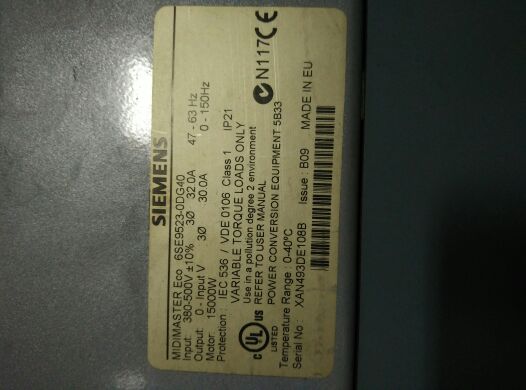 SIEMENS
MIDIMASTER Eco 6SE9523-0DG40
Input: 380-500V ±10% 3Ø 32.0A 47 - 63 Hz
Output: 0 - Input V 3Ø 30.0A 0 - 150Hz
Motor: 15000W
Protection : IEC 536 / VDE 0106 Class 1 IP21
VARIABLE TORQUE LOADS ONLY
Use in a pollution degree 2 environment
REFER TO USER MANUAL
POWER CONVERSION EQUIPMENT 5B33
C UL US LISTED
N117 CE
Temperature Range : 0-40°C
Serial No : XAN493DE108B Issue : B09 MADE IN EU